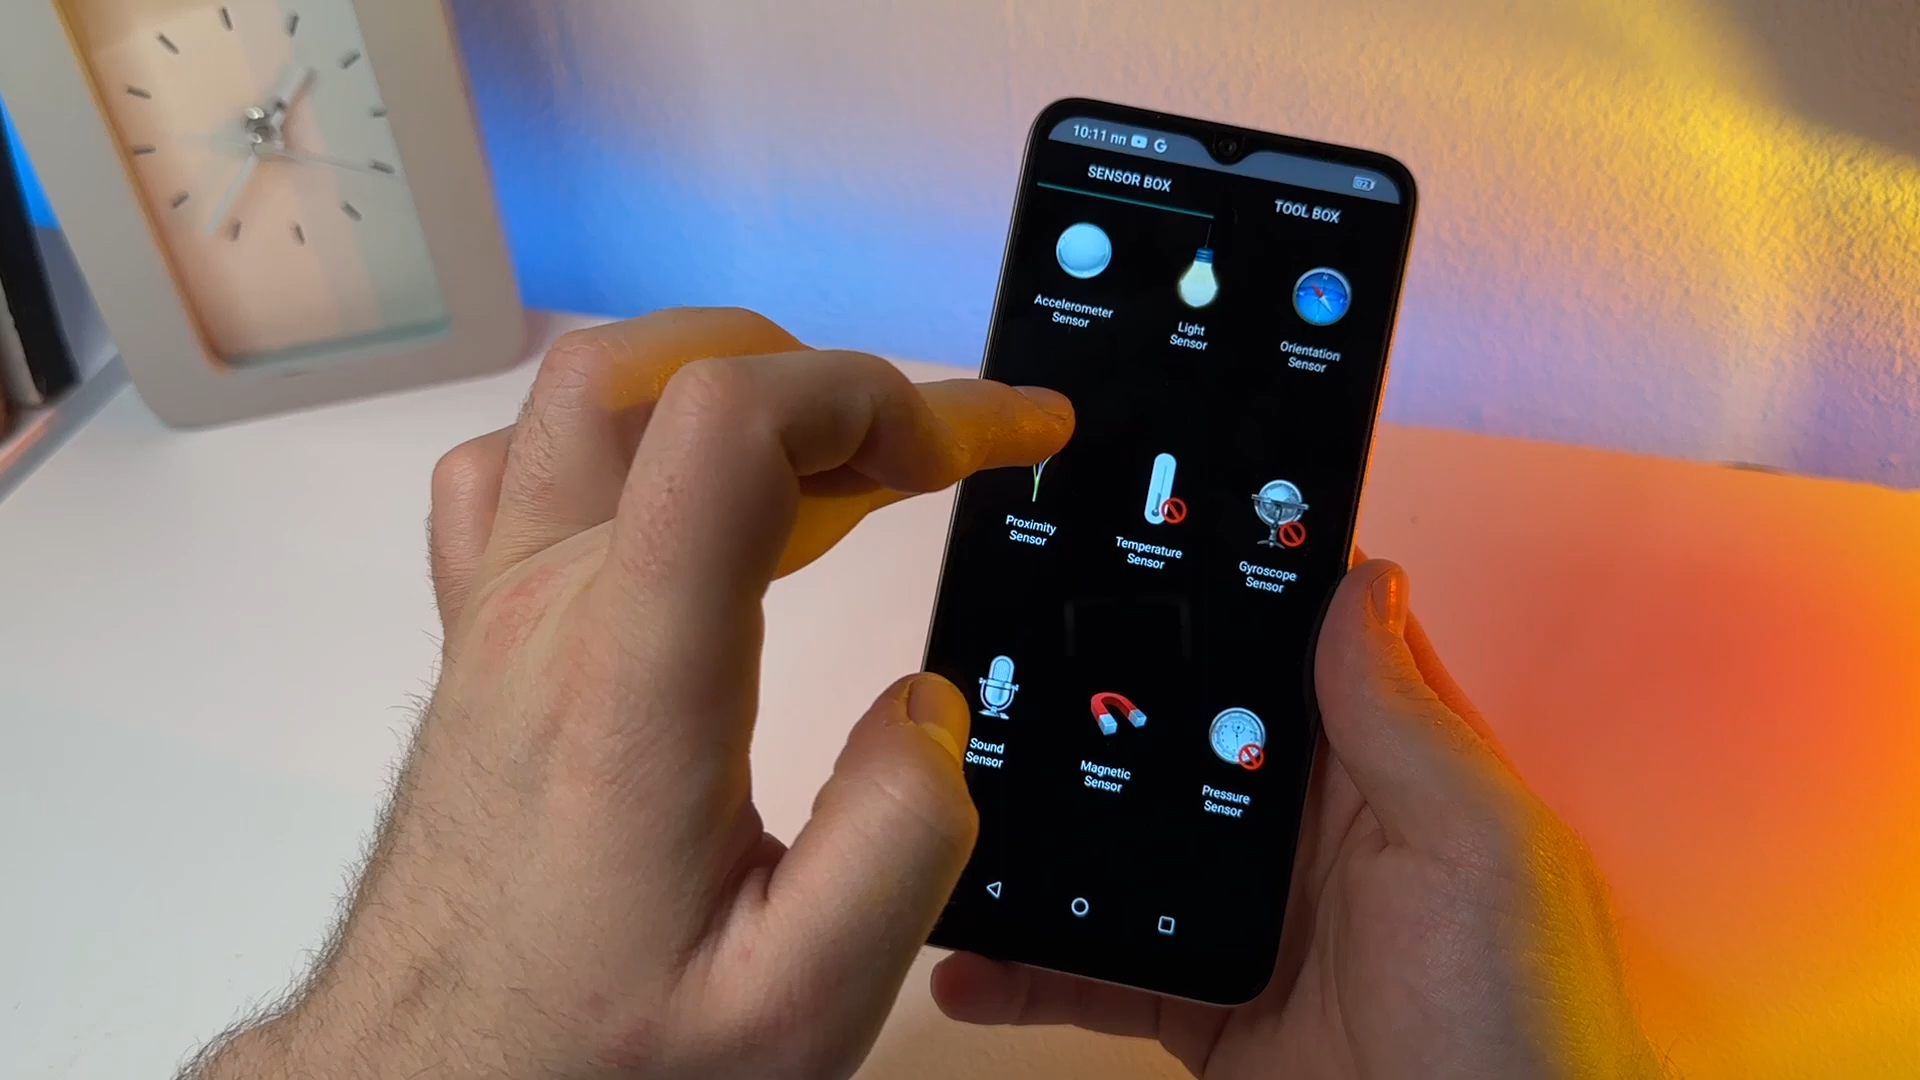 10:11 ππ
SENSOR BOX
TOOL BOX
Accelerometer
Sensor
Light
Sensor
Orientation
Sensor
Proximity
Sensor
Temperature
Sensor
Gyroscope
Sensor
Sound
Sensor
Magnetic
Sensor
Pressure
Sensor